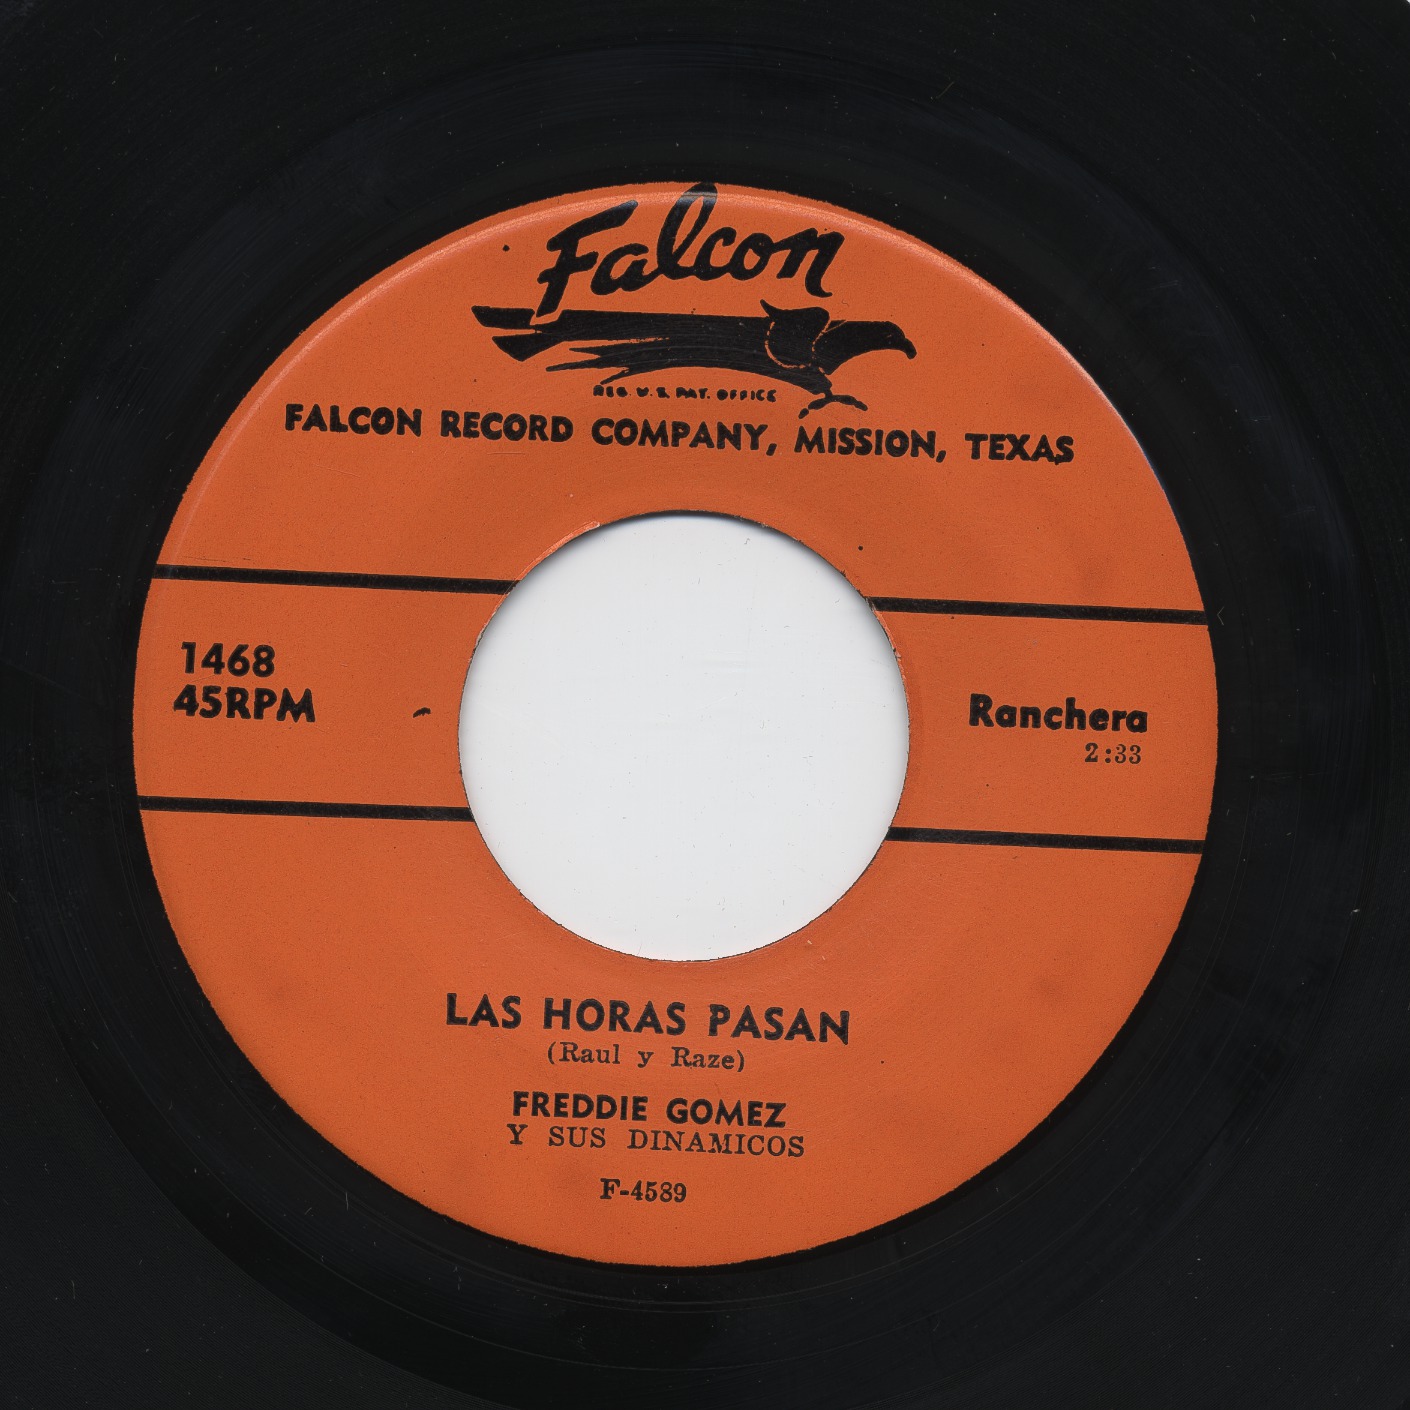 Falcon
REG. U.S. PAT. OFFICE
FALCON RECORD COMPANY, MISSION, TEXAS
1468
45RPM
Ranchera
2:33
LAS HORAS PASAN
(Raul y Raze)
FREDDIE GOMEZ
Y SUS DINAMICOS
F-4589